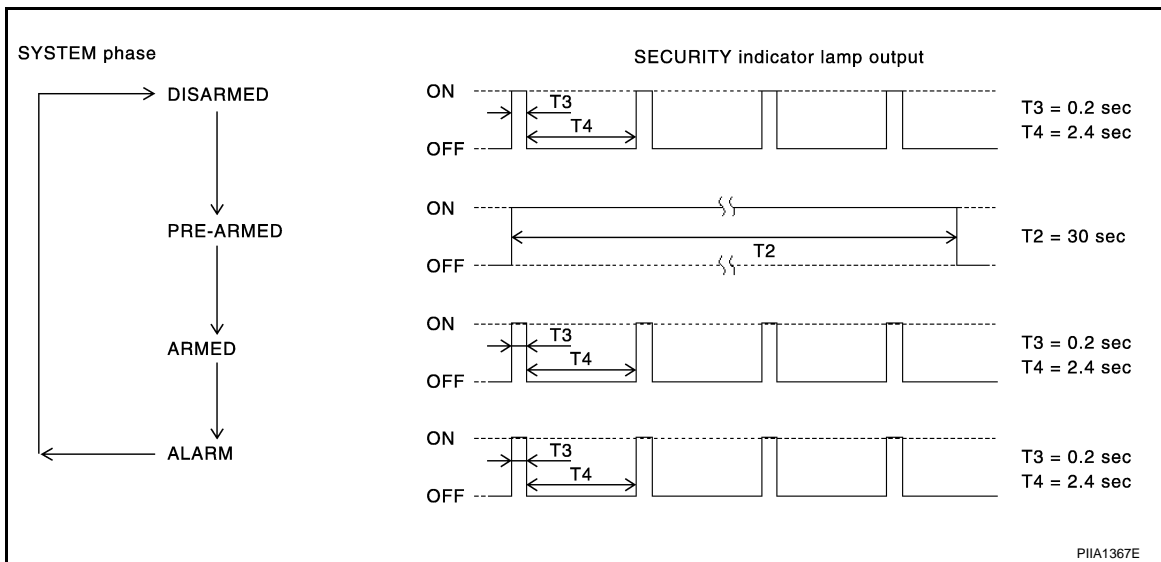 SYSTEM phase
SECURITY indicator lamp output
DISARMED
ON
OFF
T3
T4
T3 = 0.2 sec
T4 = 2.4 sec
PRE-ARMED
ON
OFF
T2
T2 = 30 sec
ARMED
ON
OFF
T3
T4
T3 = 0.2 sec
T4 = 2.4 sec
ALARM
ON
OFF
T3
T4
T3 = 0.2 sec
T4 = 2.4 sec
PIIA1367E